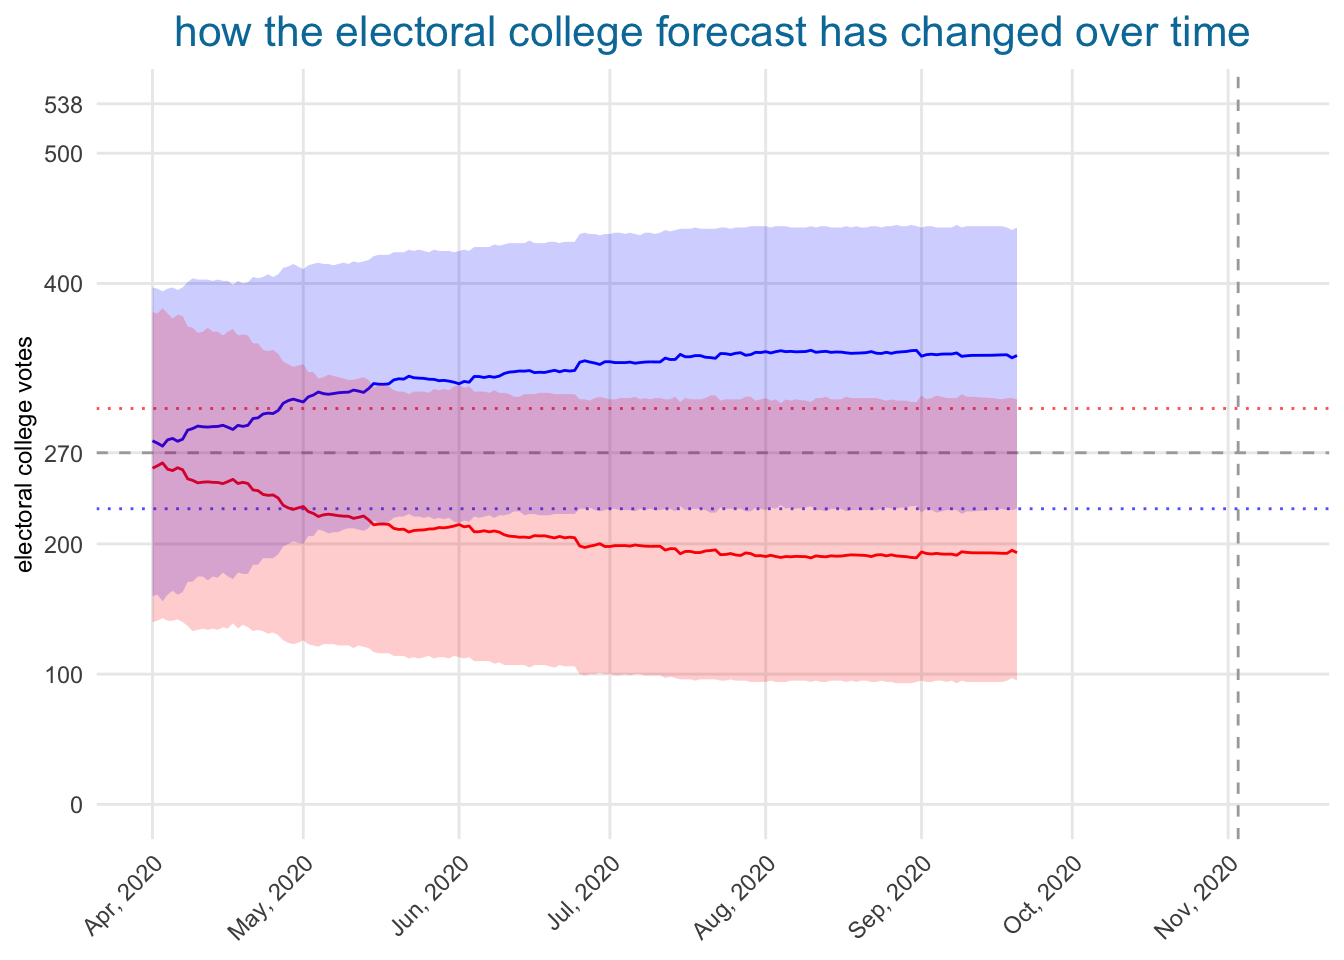 how the electoral college forecast has changed over time
538
500
400
270
200
100
0
electoral college votes
Apr, 2020
May, 2020
Jun, 2020
Jul, 2020
Aug, 2020
Sep, 2020
Oct, 2020
Nov, 2020